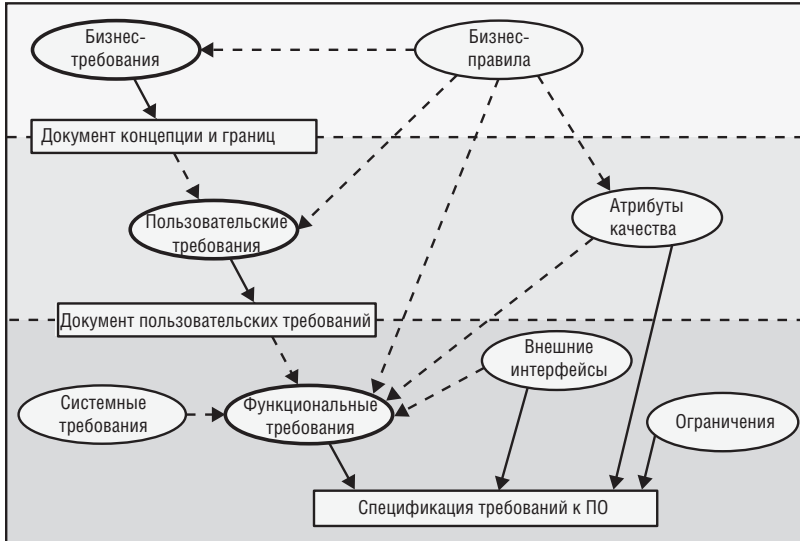 Бизнес-
требования
Бизнес-
правила
Документ концепции и границ
Пользовательские
требования
Атрибуты
качества
Документ пользовательских требований
Внешние
интерфейсы
Системные
требования
Функциональные
требования
Ограничения
Спецификация требований к ПО